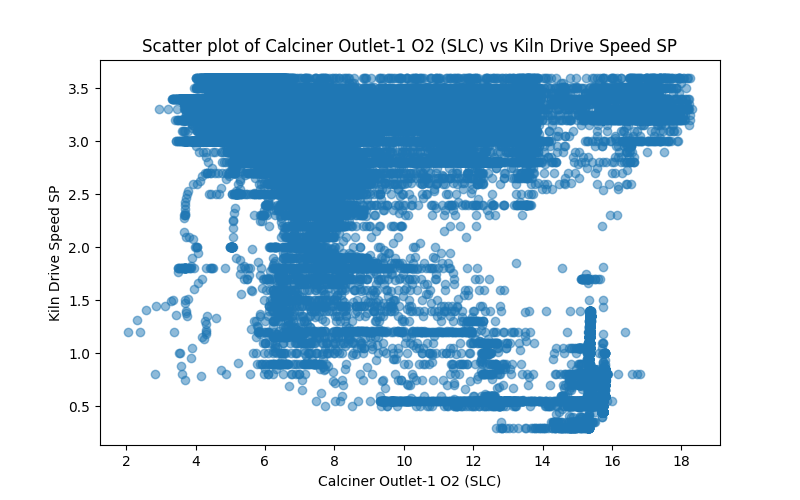 Scatter plot of Calciner Outlet-1 O2 (SLC) vs Kiln Drive Speed SP
3.5
3.0
2.5
2.0
1.5
1.0
0.5
Kiln Drive Speed SP
2 4 6 8 10 12 14 16 18
Calciner Outlet-1 O2 (SLC)